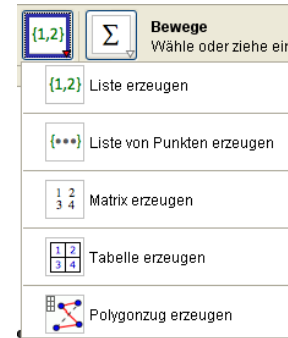 {1,2} Σ Bewege
Wähle oder ziehe ein
{1,2} Liste erzeugen
{•••} Liste von Punkten erzeugen
1 2
3 4 Matrix erzeugen
1 2
3 4 Tabelle erzeugen
Polygonzug erzeugen